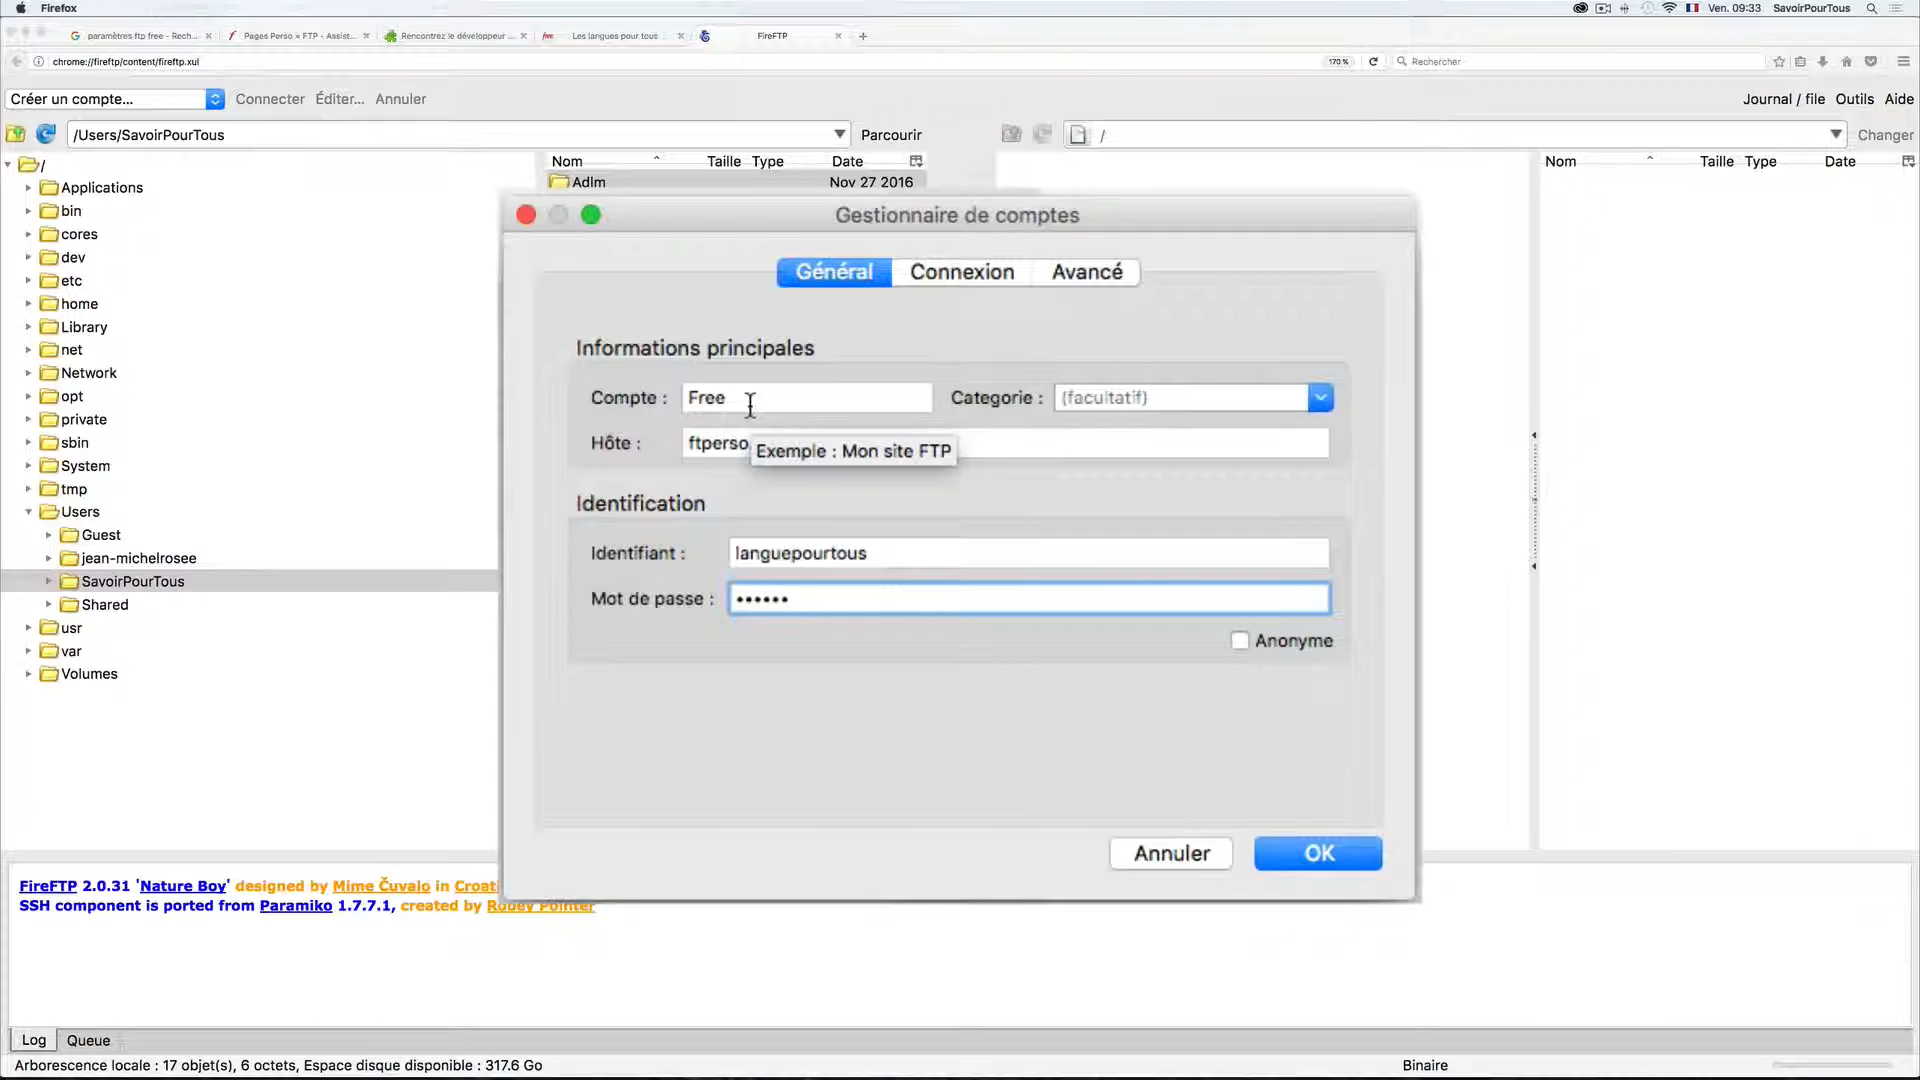 Firefox
Ven. 09:33 SavoirPourTous
paramètres ftp free - Rech...
Pages Perso » FTP - Assist...
Rencontrez le développeur ...
Les langues pour tous
FireFTP
chrome://fireftp/content/fireftp.xul
170 %
Rechercher
Créer un compte...
Connecter
Éditer...
Annuler
Journal / file
Outils
Aide
/Users/SavoirPourTous
Parcourir
/
Changer
/
Applications
bin
cores
dev
etc
home
Library
net
Network
opt
private
sbin
System
tmp
Users
Guest
jean-michelrosee
SavoirPourTous
Shared
usr
var
Volumes
Nom Taille Type Date
Adlm Nov 27 2016
Nom Taille Type Date
Gestionnaire de comptes
Général Connexion Avancé
Informations principales
Compte : Free
Categorie : (facultatif)
Hôte : ftperso
Exemple : Mon site FTP
Identification
Identifiant : languepourtous
Mot de passe : ••••••
Anonyme
Annuler OK
FireFTP 2.0.31 'Nature Boy' designed by Mime Čuvalo in Croati
SSH component is ported from Paramiko 1.7.7.1, created by Robey Pointer
Log Queue
Arborescence locale : 17 objet(s), 6 octets, Espace disque disponible : 317.6 Go
Binaire